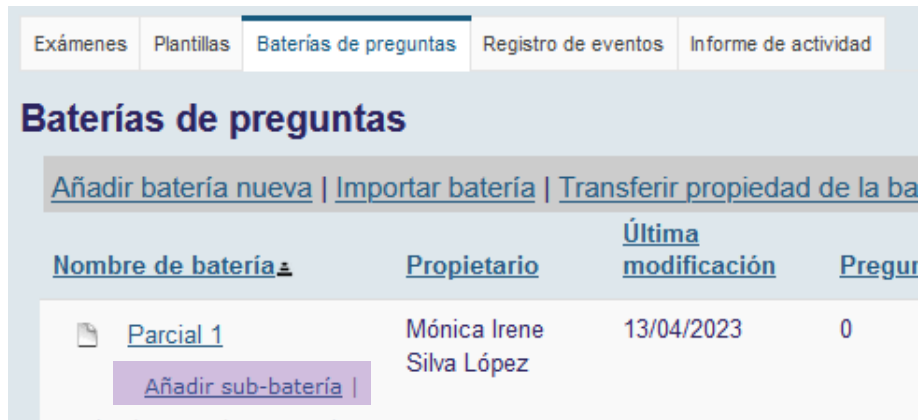 Exámenes Plantillas Baterías de preguntas Registro de eventos Informe de actividad
Baterías de preguntas
Añadir batería nueva | Importar batería | Transferir propiedad de la ba
Nombre de batería Propietario Última modificación Pregun
Parcial 1 Mónica Irene Silva López 13/04/2023 0
Añadir sub-batería |